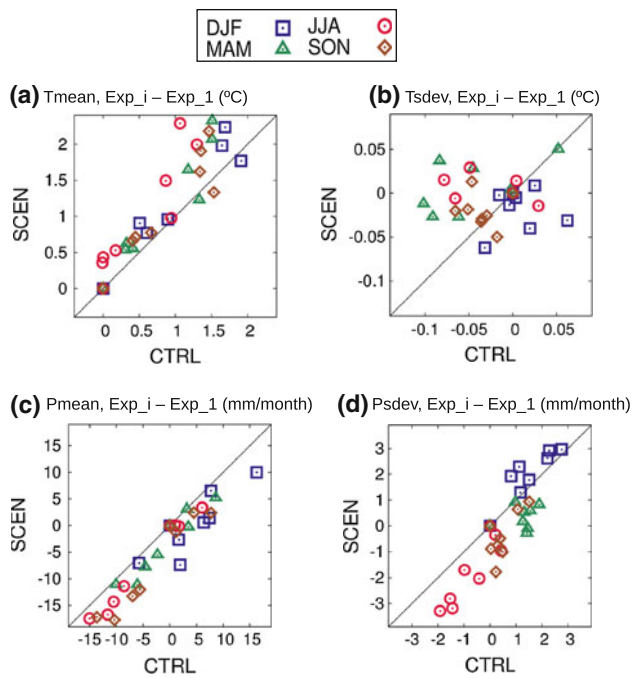 DJF JJA
MAM SON
(a) Tmean, Exp_i – Exp_1 (ºC)
2
1.5
1
0.5
0
SCEN
0 0.5 1 1.5 2
CTRL
(b) Tsdev, Exp_i – Exp_1 (ºC)
0.05
0
-0.05
-0.1
SCEN
-0.1 -0.05 0 0.05
CTRL
(c) Pmean, Exp_i – Exp_1 (mm/month)
15
10
5
0
-5
-10
-15
SCEN
-15 -10 -5 0 5 10 15
CTRL
(d) Psdev, Exp_i – Exp_1 (mm/month)
3
2
1
0
-1
-2
-3
SCEN
-3 -2 -1 0 1 2 3
CTRL